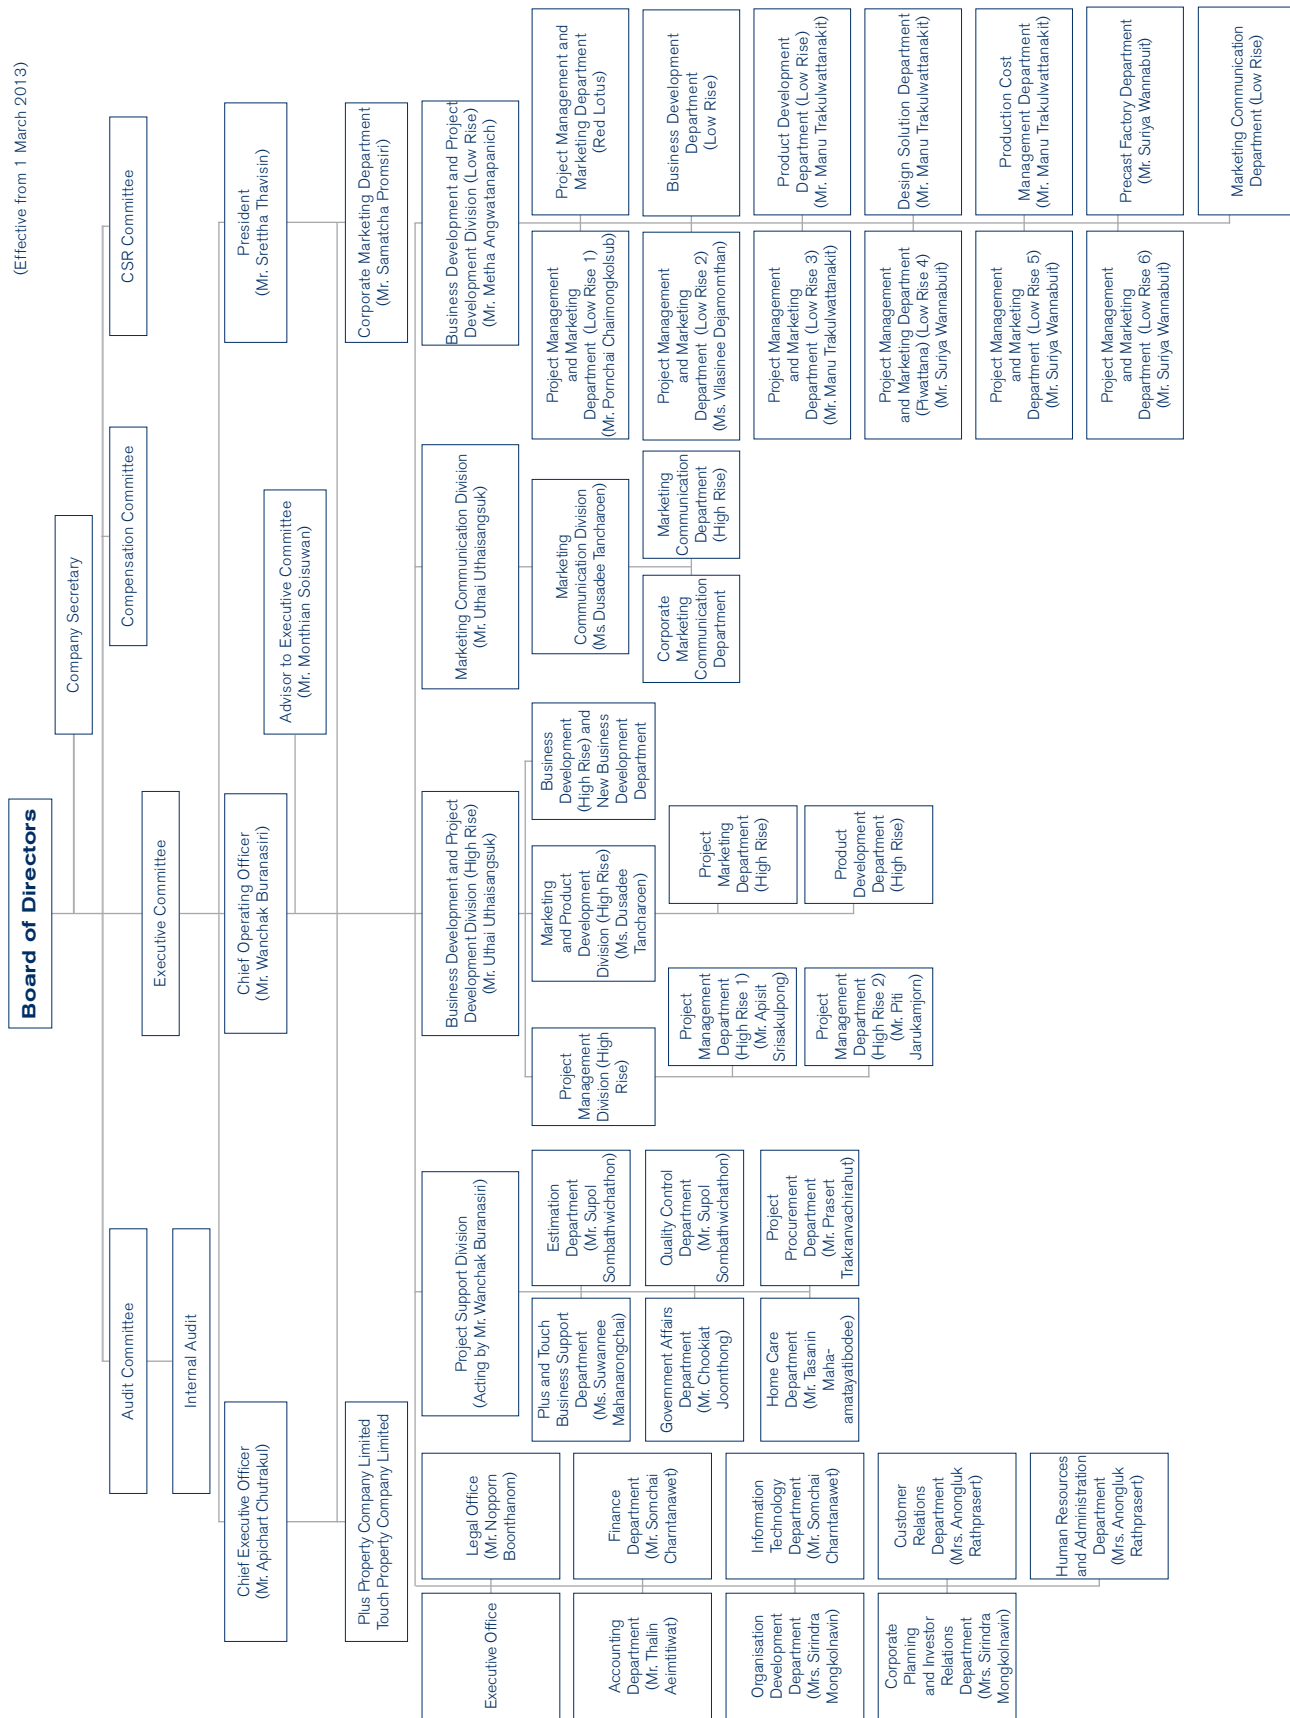 (Effective from 1 March 2013)
Board of Directors
Company Secretary
Audit Committee
Compensation Committee
CSR Committee
Executive Committee
Internal Audit
Chief Executive Officer
(Mr. Apichart Chutrakul)
Chief Operating Officer
(Mr. Wanchak Buranasiri)
President
(Mr. Srettha Thavisin)
Advisor to Executive Committee
(Mr. Monthian Soisuwan)
Plus Property Company Limited
Touch Property Company Limited
Corporate Marketing Department
(Mr. Samatcha Promsiri)
Executive Office
Legal Office
(Mr. Nopporn
Boonthanom)
Accounting
Department
(Mr. Thalin
Aeimtitiwat)
Finance
Department
(Mr. Somchai
Charntanawet)
Organisation
Development
Department
(Mrs. Sirindra
Mongkolnavin)
Information
Technology
Department
(Mr. Somchai
Charntanawet)
Corporate
Planning
and Investor
Relations
Department
(Mrs. Sirindra
Mongkolnavin)
Customer
Relations
Department
(Mrs. Anongluk
Rathprasert)
Human Resources
and Administration
Department
(Mrs. Anongluk
Rathprasert)
Project Support Division
(Acting by Mr. Wanchak Buranasiri)
Plus and Touch
Business Support
Department
(Ms. Suwannee
Mahanarongchai)
Estimation
Department
(Mr. Supol
Sombathwichathon)
Government Affairs
Department
(Mr. Chookiat
Joomthong)
Quality Control
Department
(Mr. Supol
Sombathwichathon)
Home Care
Department
(Mr. Tasanin
Maha-
amatayatibodee)
Project
Procurement
Department
(Mr. Prasert
Trakranvachirahut)
Business Development and Project
Development Division (High Rise)
(Mr. Uthai Uthaisangsuk)
Project
Management
Division (High
Rise)
Marketing
and Product
Development
Division (High Rise)
(Ms. Dusadee
Tancharoen)
Business
Development
(High Rise) and
New Business
Development
Department
Project
Management
Department
(High Rise 1)
(Mr. Apisit
Srisakulpong)
Project
Marketing
Department
(High Rise)
Project
Management
Department
(High Rise 2)
(Mr. Piti
Jarukamjorn)
Product
Development
Department
(High Rise)
Marketing Communication Division
(Mr. Uthai Uthaisangsuk)
Marketing
Communication Division
(Ms. Dusadee Tancharoen)
Corporate
Marketing
Communication
Department
Marketing
Communication
Department
(High Rise)
Business Development and Project
Development Division (Low Rise)
(Mr. Metha Angwatanapanich)
Project Management
and Marketing
Department (Low Rise 1)
(Mr. Pornchai Chaimongkolsub)
Project Management and
Marketing Department
(Red Lotus)
Project Management
and Marketing
Department (Low Rise 2)
(Ms. Vilasinee Dejamornthan)
Business Development
Department
(Low Rise)
Project Management
and Marketing
Department (Low Rise 3)
(Mr. Manu Trakulwattanakit)
Product Development
Department (Low Rise)
(Mr. Manu Trakulwattanakit)
Project Management
and Marketing Department
(Piwattana) (Low Rise 4)
(Mr. Suriya Wannabuit)
Design Solution Department
(Mr. Manu Trakulwattanakit)
Project Management
and Marketing
Department (Low Rise 5)
(Mr. Suriya Wannabuit)
Production Cost
Management Department
(Mr. Manu Trakulwattanakit)
Project Management
and Marketing
Department (Low Rise 6)
(Mr. Suriya Wannabuit)
Precast Factory Department
(Mr. Suriya Wannabuit)
Marketing Communication
Department (Low Rise)